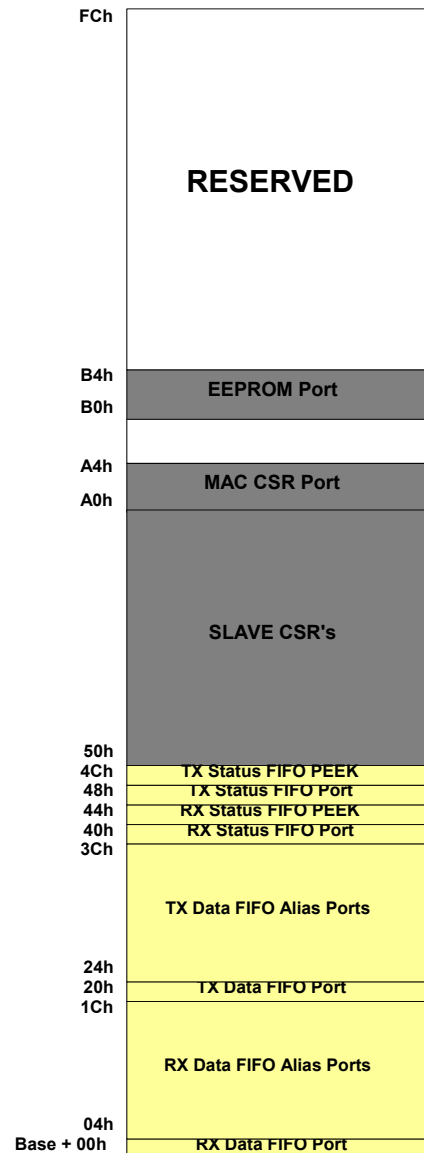 FCh
RESERVED
B4h
EEPROM Port
B0h
A4h
MAC CSR Port
A0h
SLAVE CSR's
50h
4Ch TX Status FIFO PEEK
48h TX Status FIFO Port
44h RX Status FIFO PEEK
40h RX Status FIFO Port
3Ch
TX Data FIFO Alias Ports
24h
20h TX Data FIFO Port
1Ch
RX Data FIFO Alias Ports
04h
Base + 00h RX Data FIFO Port